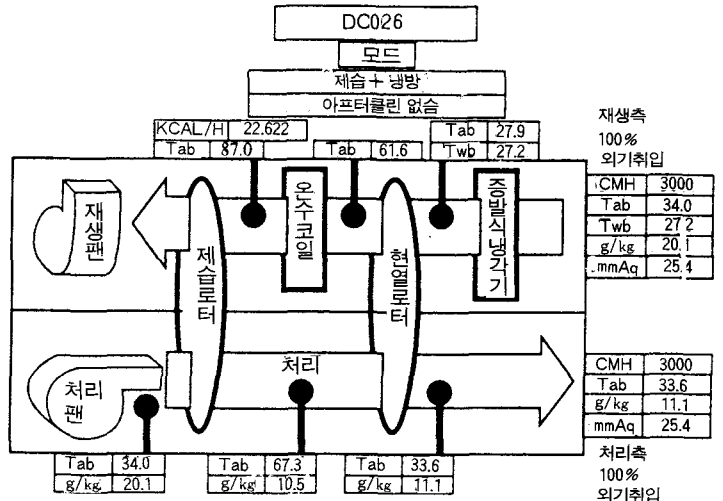 DC026
모드
제습 + 냉방
아프터클린 없슴
KCAL/H 22.622
Tab 87.0
Tab 61.6
Tab 27.9
Twb 27.2
재생측
100%
외기취입
CMH 3000
Tab 34.0
Twb 27.2
g/kg 20.1
mmAq 25.4
재생팬
제습로터
온수코일
현열로터
증발식냉각기
처리팬
처리
CMH 3000
Tab 33.6
g/kg 11.1
mmAq 25.4
처리측
100%
외기취입
Tab 34.0
g/kg 20.1
Tab 67.3
g/kg 10.5
Tab 33.6
g/kg 11.1